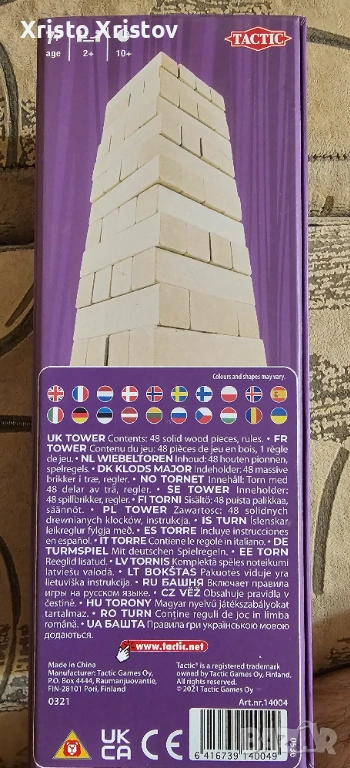 Xristo Xristov
TACTIC
age 2+ 10+
Colours and shapes may vary.
UK TOWER Contents: 48 solid wood pieces, rules. • FR
TOWER Contenu du jeu: 48 pièces de jeu en bois, 1 règle
de jeu. • NL WIEBELTOREN Inhoud: 48 houten pionnen,
spelregels. • DK KLODS MAJOR Indeholder: 48 massive
brikker i træ, regler. • NO TORNET Innehåll: Torn med
48 delar av trä, regler. • SE TOWER Inneholder:
48 spillbrikker, regler. • FI TORNI Sisältö: 48 puista palikkaa,
säännöt. • PL TOWER Zawartosc: 48 solidnych
drewnianych klocków, instrukcja. • IS TURN Íslenskar
leikreglur fylgja með. • ES TORRE Incluye instrucciones
en español. • IT TORRE Contiene le regole in italiano. •
DE TURMSPIEL Mit deutschen Spielregeln. • EE TORN
Reeglid lisatud. • LV TORNIS Komplektā spēles noteikumi
latviešu valodā. • LT BOKŠTAS Pakuotės viduje yra
lietuviška instrukcija. • RU БАШНЯ Включает правила
игры на русском языке. • CZ VĚŽ Obsahuje pravidla v
češtině. • HU TORONY Magyar nyelvű játékszabályokat
tartalmaz. • RO TURN Conține reguli de joc in limba
română. • UA БАШТА Правила гри українською мовою
додаються.
www.tactic.net
Made in China
Manufacturer: Tactic Games Oy,
P.O. Box 4444, Raumanjuovantie,
FIN-28101 Pori, Finland
0321
Tactic® is a registered trademark
owned by Tactic Games Oy, Finland.
All rights reserved.
© 2021 Tactic Games Oy
Art.nr.14004
UK
CA
CE
6 416739 140049